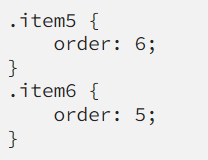 .item5 {
    order: 6;
}
.item6 {
    order: 5;
}